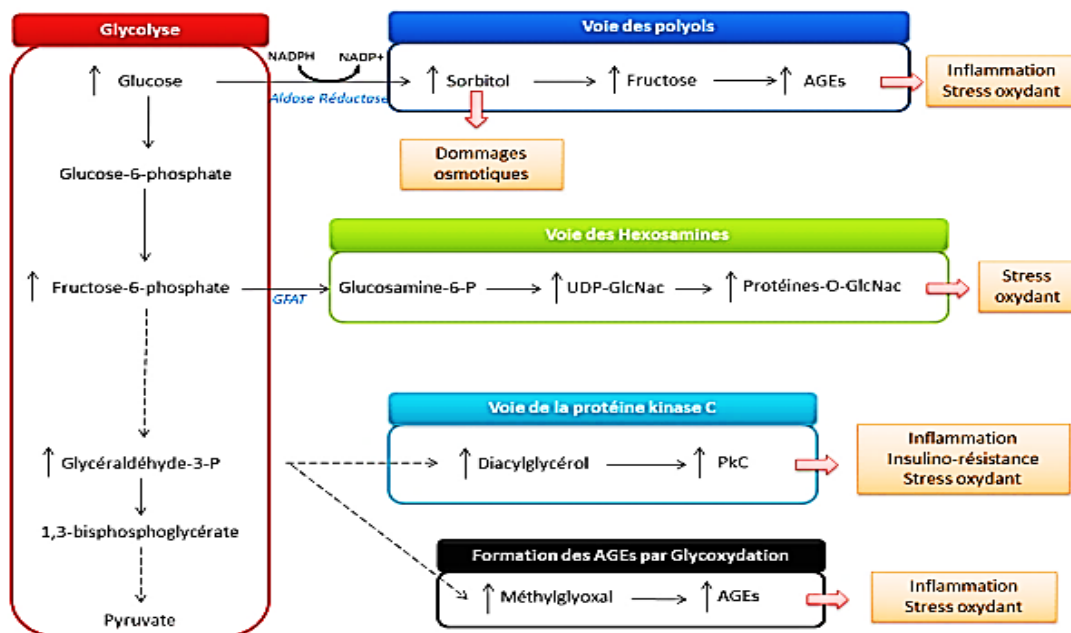 Glycolyse
Glucose
Glucose-6-phosphate
Fructose-6-phosphate
Glycéraldéhyde-3-P
1,3-bisphosphoglycérate
Pyruvate
NADPH
NADP+
Aldose Réductase
Voie des polyols
Sorbitol
Fructose
AGEs
Inflammation
Stress oxydant
Dommages
osmotiques
GFAT
Voie des Hexosamines
Glucosamine-6-P
UDP-GlcNac
Protéines-O-GlcNac
Stress
oxydant
Voie de la protéine kinase C
Diacylglycérol
PkC
Inflammation
Insulino-résistance
Stress oxydant
Formation des AGEs par Glycoxydation
Méthylglyoxal
AGEs
Inflammation
Stress oxydant